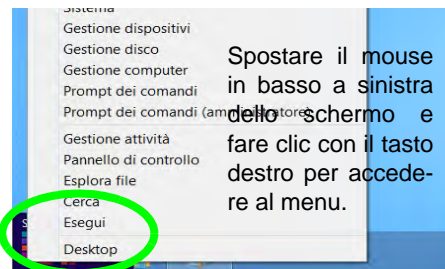 Sistema
Gestione dispositivi
Gestione disco
Gestione computer
Prompt dei comandi
Prompt dei comandi (amministratore)
Gestione attività
Pannello di controllo
Esplora file
Cerca
Esegui
Desktop
Spostare il mouse
in basso a sinistra
dello schermo e
fare clic con il tasto
destro per accede-
re al menu.